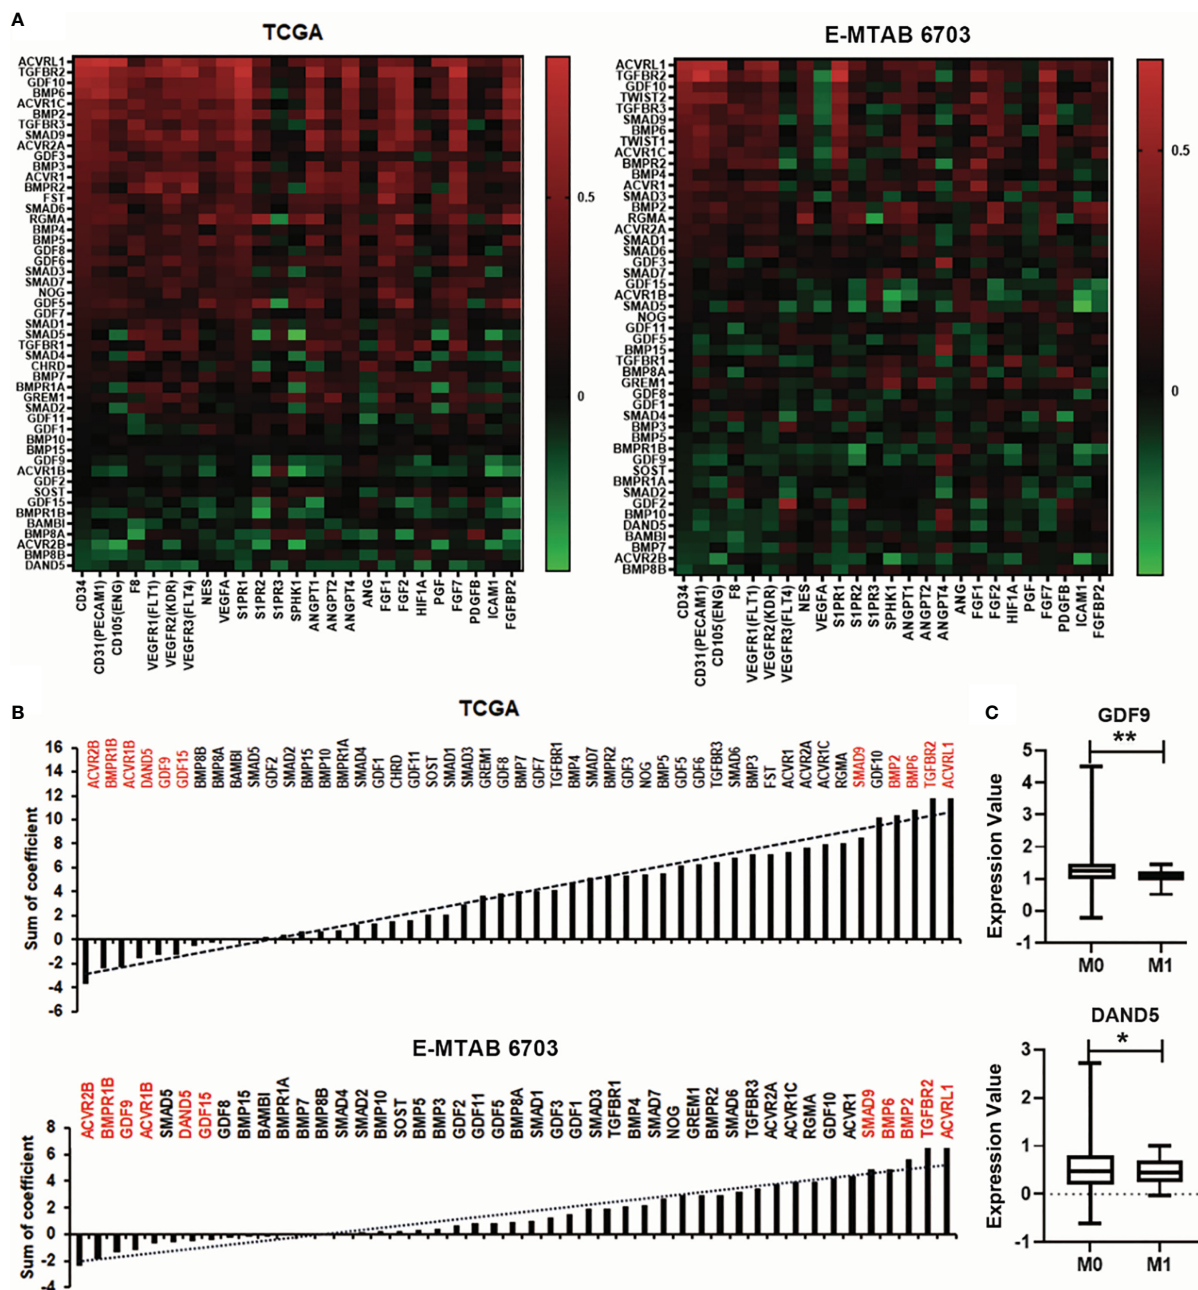 A
TCGA
ACVRL1
TGFBR2
GDF10
BMP6
ACVR1C
BMP2
TGFBR3
SMAD9
ACVR2A
GDF3
BMP3
ACVR1
BMPR2
FST
SMAD6
RGMA
BMP4
BMP5
GDF8
GDF6
SMAD3
SMAD7
NOG
GDF5
GDF7
SMAD1
SMAD5
TGFBR1
SMAD4
CHRD
BMP7
BMPR1A
GREM1
SMAD2
GDF11
GDF1
BMP10
BMP15
GDF9
ACVR1B
GDF2
SOST
GDF15
BMPR1B
BAMBI
BMP8A
ACVR2B
BMP8B
DAND5
0.5
0
CD34
CD31(PECAM1)
CD105(ENG)
F8
VEGFR1(FLT1)
VEGFR2(KDR)
VEGFR3(FLT4)
NES
VEGFA
S1PR1
S1PR2
S1PR3
SPHK1
ANGPT1
ANGPT2
ANGPT4
ANG
FGF1
FGF2
HIF1A
PGF
FGF7
PDGFB
ICAM1
FGFBP2
E-MTAB 6703
ACVRL1
TGFBR2
GDF10
TWIST2
TGFBR3
SMAD9
BMP6
TWIST1
ACVR1C
BMPR2
BMP4
ACVR1
SMAD3
BMP2
RGMA
ACVR2A
SMAD1
SMAD6
GDF3
SMAD7
GDF15
ACVR1B
SMAD5
NOG
GDF11
GDF5
BMP15
TGFBR1
BMP8A
GREM1
GDF8
GDF1
SMAD4
BMP3
BMP5
BMPR1B
GDF9
SOST
BMPR1A
SMAD2
GDF2
BMP10
DAND5
BAMBI
BMP7
ACVR2B
BMP8B
0.5
0
CD34
CD31(PECAM1)
CD105(ENG)
F8
VEGFR1(FLT1)
VEGFR2(KDR)
VEGFR3(FLT4)
NES
VEGFA
S1PR1
S1PR2
S1PR3
SPHK1
ANGPT1
ANGPT2
ANGPT4
ANG
FGF1
FGF2
HIF1A
PGF
FGF7
PDGFB
ICAM1
FGFBP2
B
TCGA
Sum of coefficient
16
14
12
10
8
6
4
2
0
-2
-4
-6
ACVR2B
BMPR1B
ACVR1B
DAND5
GDF9
GDF15
BMP8B
BMP8A
BAMBI
SMAD5
GDF2
SMAD2
BMP15
BMP10
BMPR1A
SMAD4
GDF1
CHRD
GDF11
SOST
SMAD1
SMAD3
GREM1
GDF8
BMP7
GDF7
TGFBR1
BMP4
SMAD7
BMPR2
GDF3
NOG
BMP5
GDF5
GDF6
TGFBR3
SMAD6
BMP3
FST
ACVR1
ACVR2A
ACVR1C
RGMA
SMAD9
GDF10
BMP2
BMP6
TGFBR2
ACVRL1
E-MTAB 6703
Sum of coefficient
8
6
4
2
0
-2
-4
ACVR2B
BMPR1B
GDF9
ACVR1B
SMAD5
DAND5
GDF15
GDF8
BMP15
BAMBI
BMPR1A
BMP7
BMP8B
SMAD4
SMAD2
BMP10
SOST
BMP5
BMP3
GDF2
GDF11
GDF5
BMP8A
SMAD1
GDF3
GDF1
SMAD3
TGFBR1
BMP4
SMAD7
NOG
GREM1
BMPR2
SMAD6
TGFBR3
ACVR2A
ACVR1C
RGMA
GDF10
ACVR1
SMAD9
BMP6
BMP2
TGFBR2
ACVRL1
C
GDF9
**
Expression Value
5
4
3
2
1
0
-1
M0
M1
DAND5
*
Expression Value
3
2
1
0
-1
M0
M1